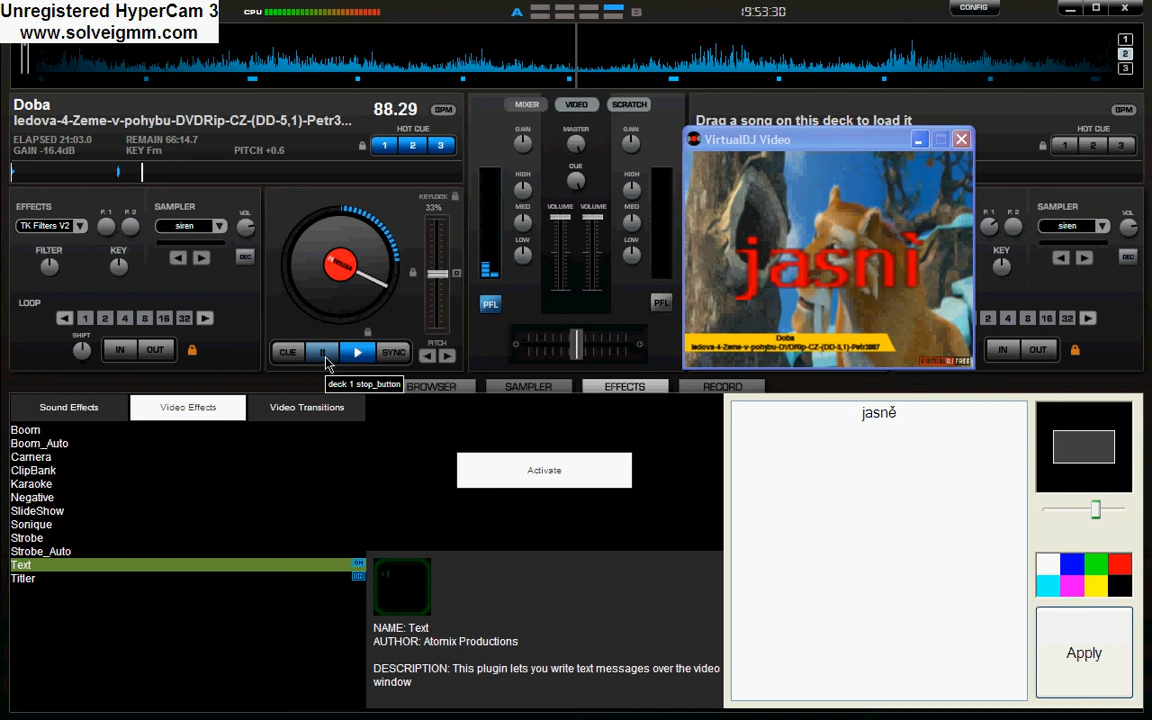 Unregistered HyperCam 3
www.solveigmm.com
CPU
A
B
19:53:30
CONFIG
1
2
3
Doba
ledova-4-Zeme-v-pohybu-DVDRip-CZ-(DD-5,1)-Petr3...
88.29
BPM
ELAPSED 21:03.0
REMAIN 66:14.7
GAIN -16.4dB
KEY Fm
PITCH +0.6
HOT CUE
1 2 3
MIXER
VIDEO
SCRATCH
GAIN
MASTER
GAIN
CUE
HIGH
HIGH
MED
MED
VOLUME
VOLUME
LOW
LOW
PFL
PFL
Drag a song on this deck to load it
BPM
HOT CUE
1 2 3
VirtualDJ Video
jasni
Doba
ledova-4-Zeme-v-pohybu-DVDRip-CZ-(DD-5,1)-Petr3987
VIRTUALDJ FREE
EFFECTS
P. 1
P. 2
SAMPLER
VOL
TK Filters V2
siren
FILTER
KEY
REC
LOOP
1 2 4 8 16 32
SHIFT
IN
OUT
KEYLOCK
33%
CUE
SYNC
PITCH
deck 1 stop_button
P. 1
P. 2
SAMPLER
VOL
siren
KEY
REC
2 4 8 16 32
IN
OUT
BROWSER
SAMPLER
EFFECTS
RECORD
Sound Effects
Video Effects
Video Transitions
Boom
Boom_Auto
Camera
ClipBank
Karaoke
Negative
SlideShow
Sonique
Strobe
Strobe_Auto
Text
ON
Titler
ON
Activate
NAME: Text
AUTHOR: Atomix Productions
DESCRIPTION: This plugin lets you write text messages over the video
window
jasně
Apply